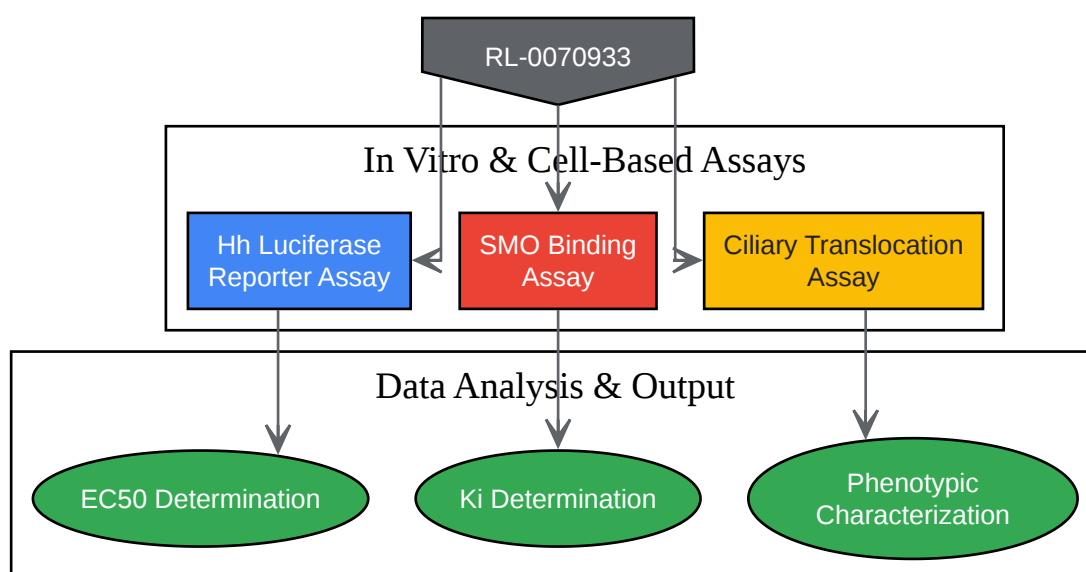 RL-0070933
In Vitro & Cell-Based Assays
Hh Luciferase
Reporter Assay
SMO Binding
Assay
Ciliary Translocation
Assay
Data Analysis & Output
EC50 Determination
Ki Determination
Phenotypic
Characterization